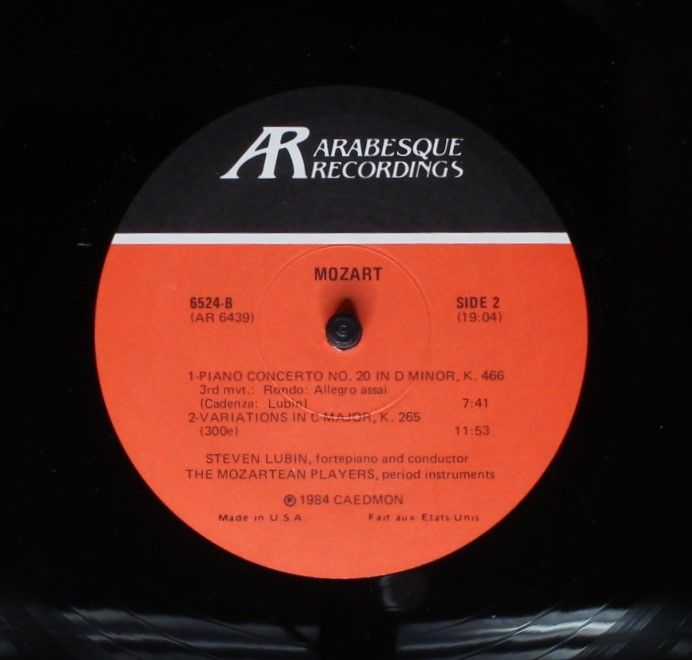 AR ARABESQUE
RECORDINGS
MOZART
6524-B SIDE 2
(AR 6439) (19:04)
1-PIANO CONCERTO NO. 20 IN D MINOR, K. 466
3rd mvt.: Rondo: Allegro assai
(Cadenza: Lubin) 7:41
2-VARIATIONS IN C MAJOR, K. 265
(300e) 11:53
STEVEN LUBIN, fortepiano and conductor
THE MOZARTEAN PLAYERS, period instruments
℗ 1984 CAEDMON
Made in U.S.A. Fait aux Etats-Unis